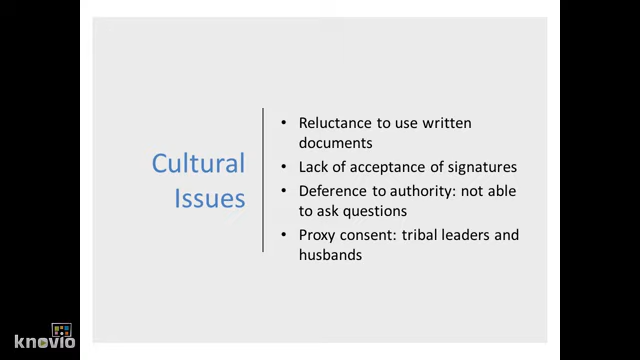 Cultural
Issues
• Reluctance to use written
documents
• Lack of acceptance of signatures
• Deference to authority: not able
to ask questions
• Proxy consent: tribal leaders and
husbands
knovio